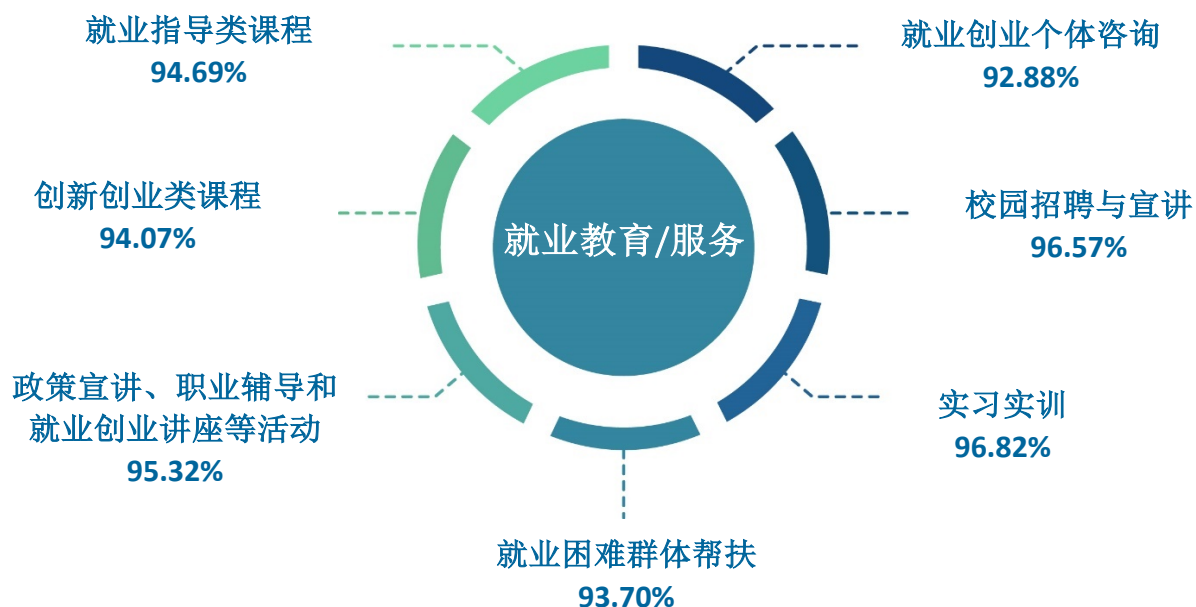 就业指导类课程
94.69%
就业创业个体咨询
92.88%
创新创业类课程
94.07%
就业教育/服务
校园招聘与宣讲
96.57%
政策宣讲、职业辅导和
就业创业讲座等活动
95.32%
实习实训
96.82%
就业困难群体帮扶
93.70%